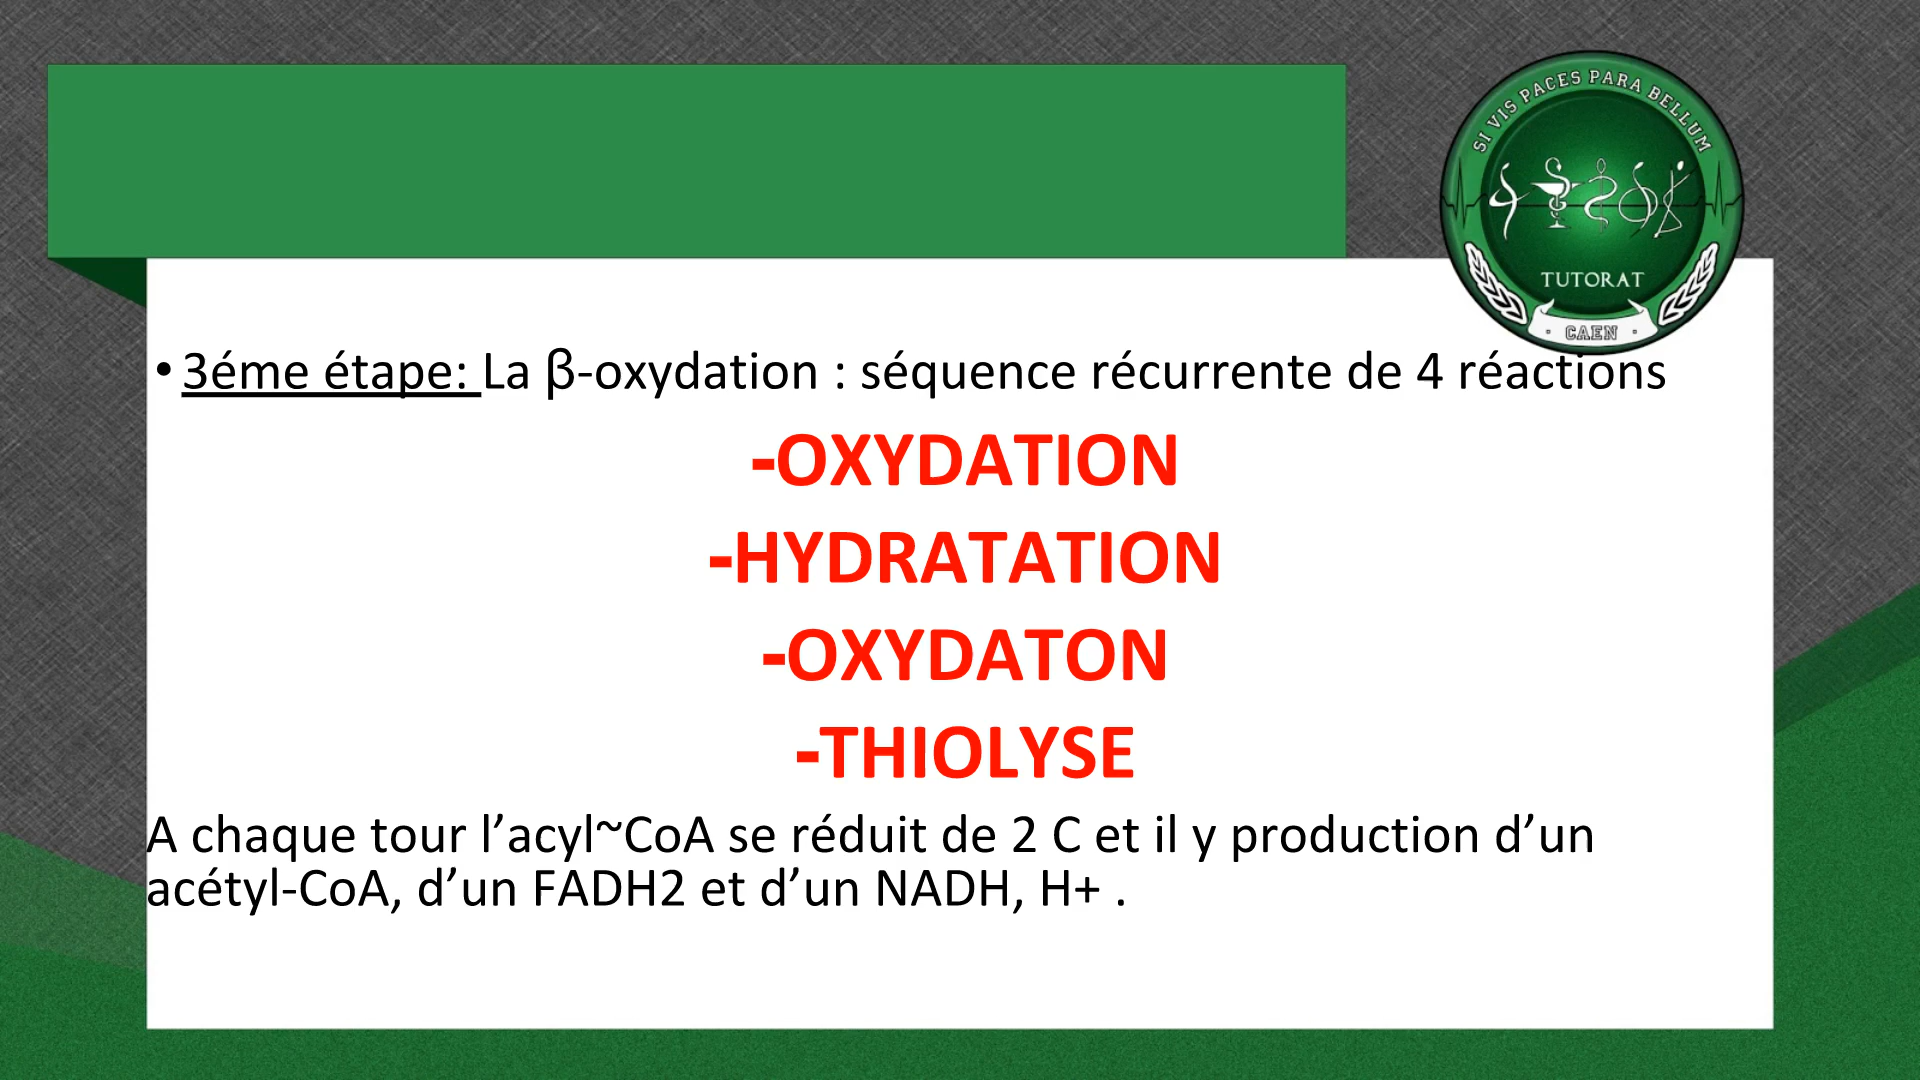 SI VIS PACES PARA BELLUM
TUTORAT
· CAEN ·
• 3éme étape: La β-oxydation : séquence récurrente de 4 réactions
-OXYDATION
-HYDRATATION
-OXYDATON
-THIOLYSE
A chaque tour l’acyl~CoA se réduit de 2 C et il y production d’un
acétyl-CoA, d’un FADH2 et d’un NADH, H+ .